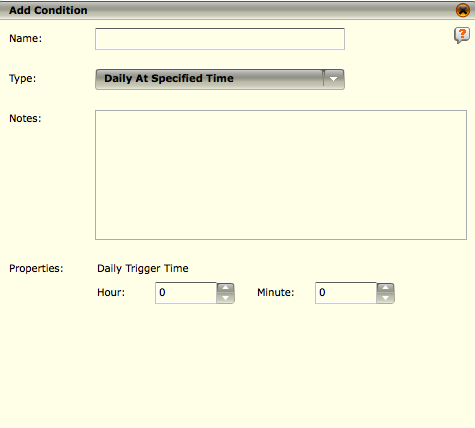 Add Condition
Name:
?
Type: Daily At Specified Time
Notes:
Properties: Daily Trigger Time
Hour: 0 Minute: 0